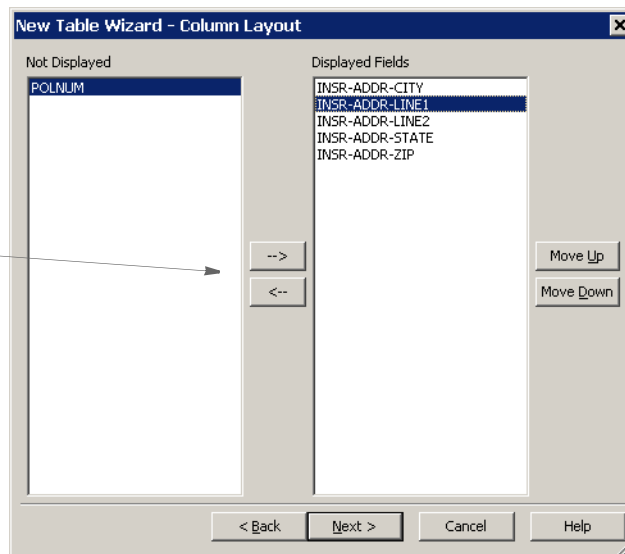 New Table Wizard - Column Layout
Not Displayed
POLNUM
Displayed Fields
INSR-ADDR-CITY
INSR-ADDR-LINE1
INSR-ADDR-LINE2
INSR-ADDR-STATE
INSR-ADDR-ZIP
-->
<--
Move Up
Move Down
< Back
Next >
Cancel
Help